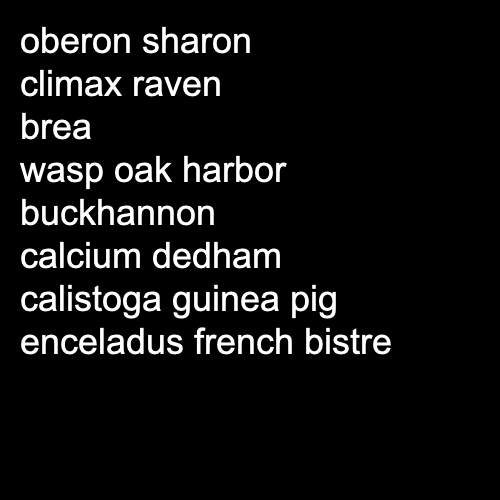 oberon sharon
climax raven
brea
wasp oak harbor
buckhannon
calcium dedham
calistoga guinea pig
enceladus french bistre